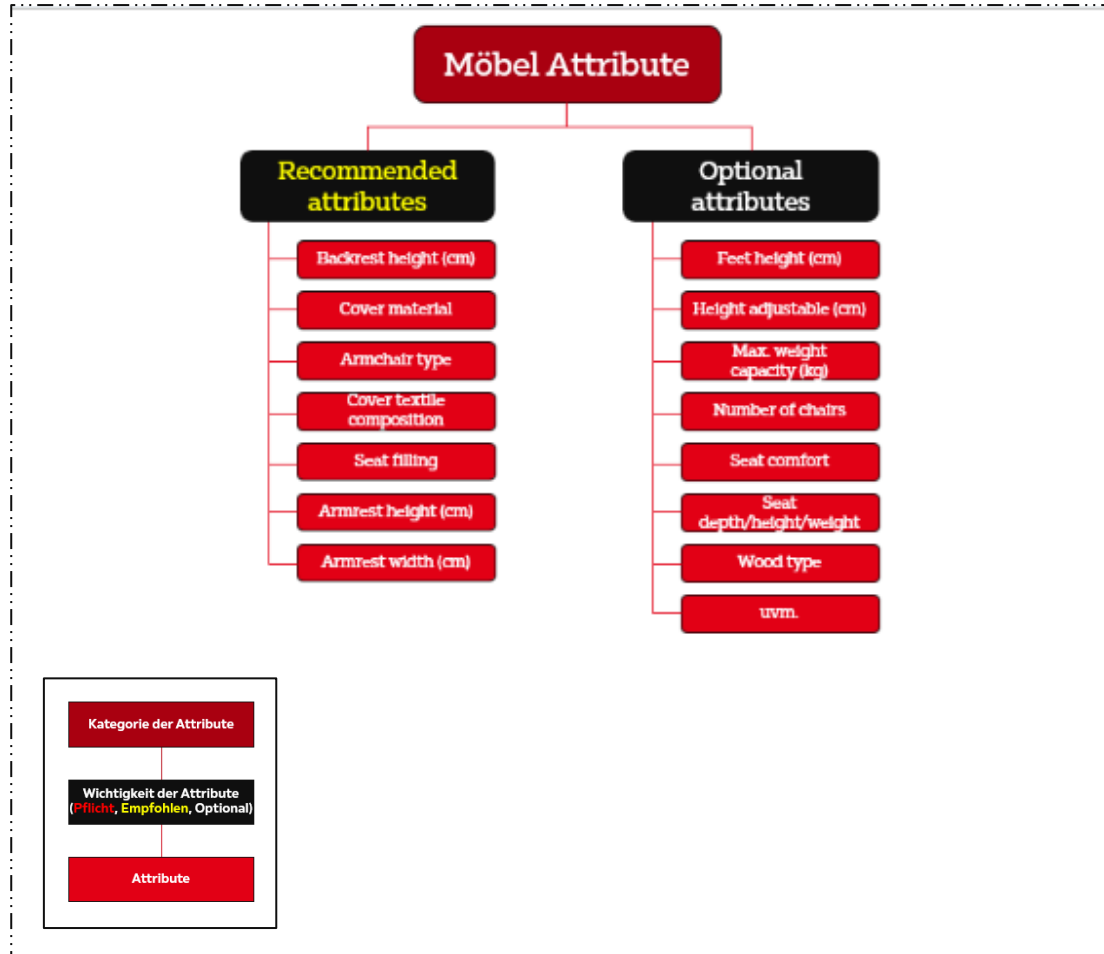 Möbel Attribute
Recommended
attributes
Backrest height (cm)
Cover material
Armchair type
Cover textile
composition
Seat filling
Armrest height (cm)
Armrest width (cm)
Optional
attributes
Feet height (cm)
Height adjustable (cm)
Max. weight
capacity (kg)
Number of chairs
Seat comfort
Seat
depth/height/weight
Wood type
uvm.
Kategorie der Attribute
Wichtigkeit der Attribute
(Pflicht, Empfohlen, Optional)
Attribute